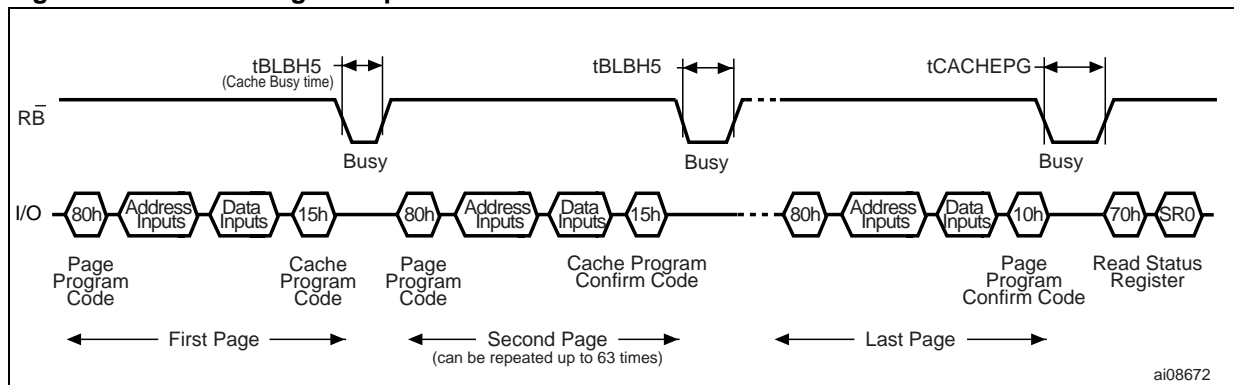 tBLBH5
(Cache Busy time)
tBLBH5
tCACHEPG
RB̅
Busy
Busy
Busy
I/O
80h
Address Inputs
Data Inputs
15h
80h
Address Inputs
Data Inputs
15h
80h
Address Inputs
Data Inputs
10h
70h
SR0
Page
Program
Code
Cache
Program
Code
Page
Program
Code
Cache Program
Confirm Code
Page
Program
Confirm Code
Read Status
Register
First Page
Second Page
(can be repeated up to 63 times)
Last Page
ai08672